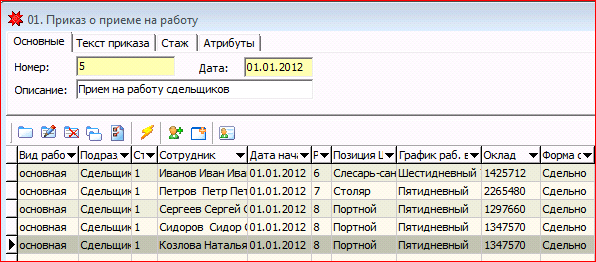 01. Приказ о приеме на работу
Основные Текст приказа Стаж Атрибуты
Номер: 5 Дата: 01.01.2012
Описание: Прием на работу сдельщиков
Вид рабо Подраз Ст Сотрудник Дата нача Р Позиция Ш График раб. в Оклад Форма о
основная Сдельщик 1 Иванов Иван Ива 01.01.2012 6 Слесарь-сан Шестидневный 1425712 Сдельно
основная Сдельщик 1 Петров Петр Пет 01.01.2012 7 Столяр Пятидневный 2265480 Сдельно
основная Сдельщик 1 Сергеев Сергей С 01.01.2012 8 Портной Пятидневный 1297660 Сдельно
основная Сдельщик 1 Сидоров Сидор С 01.01.2012 8 Портной Пятидневный 1347570 Сдельно
основная Сдельщик 1 Козлова Наталья 01.01.2012 8 Портной Пятидневный 1347570 Сдельно